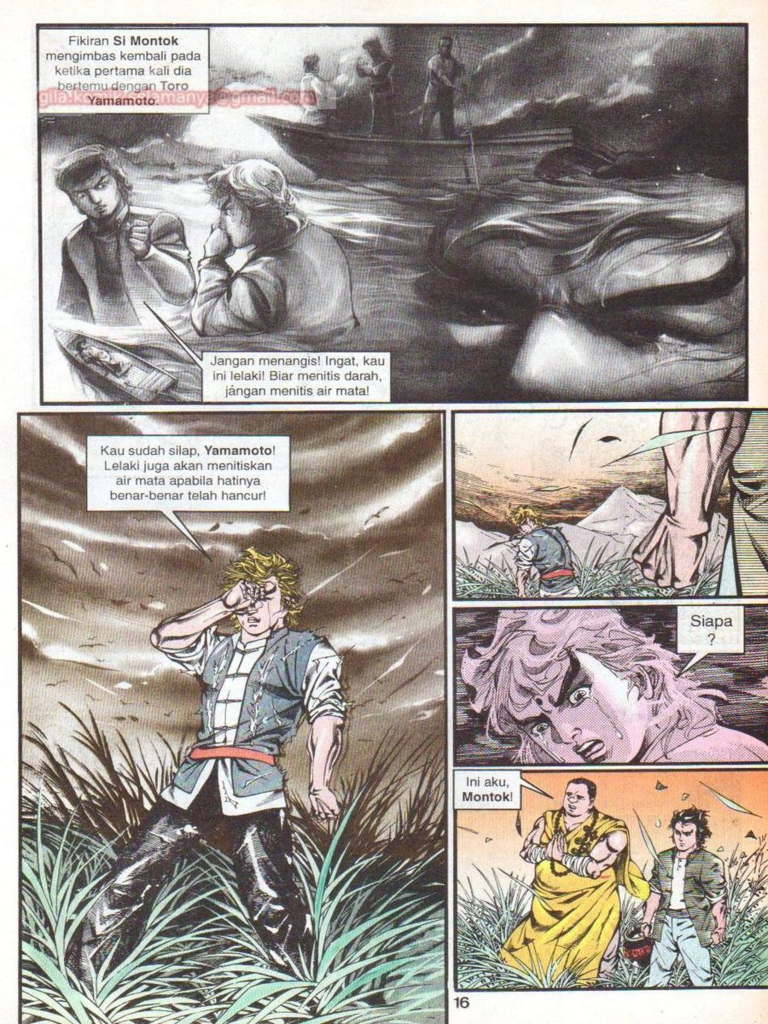 Fikiran Si Montok
mengimbas kembali pada
ketika pertama kali dia
bertemu dengan Toro
Yamamoto.
Jangan menangis! Ingat, kau
ini lelaki! Biar menitis darah,
jangan menitis air mata!
Kau sudah silap, Yamamoto!
Lelaki juga akan menitiskan
air mata apabila hatinya
benar-benar telah hancur!
Siapa
?
Ini aku,
Montok!
16